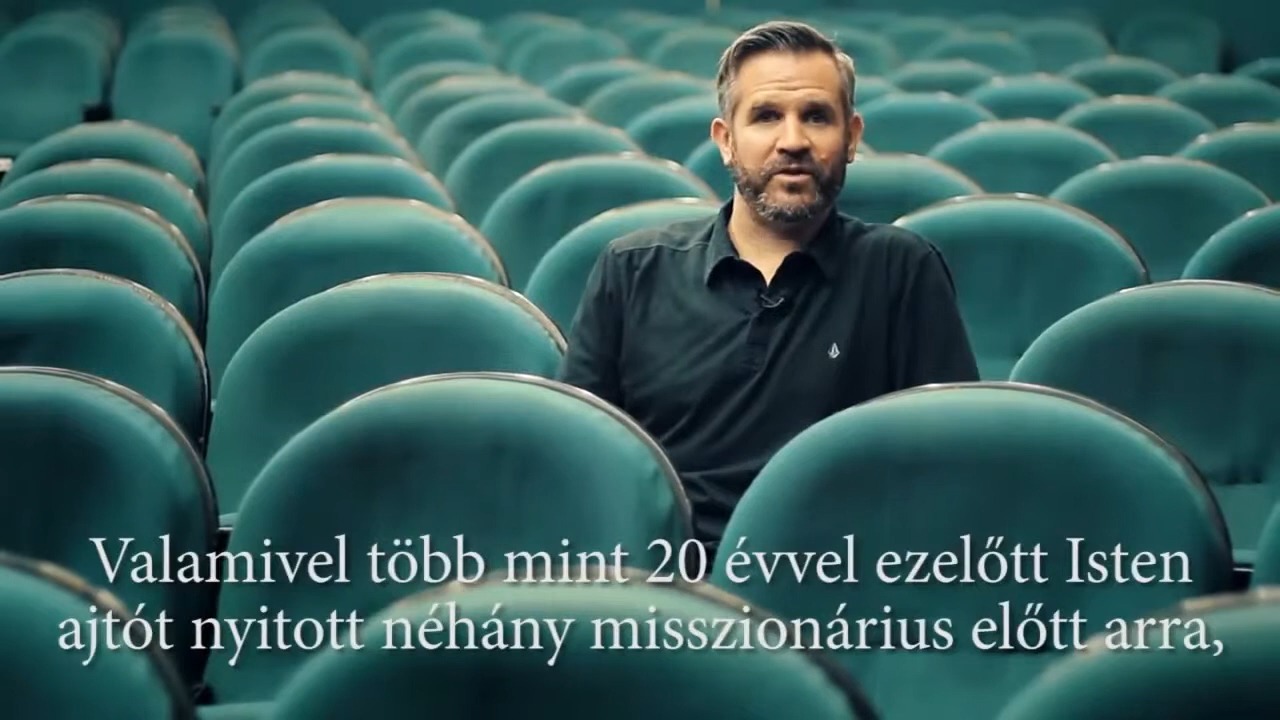 Valamivel több mint 20 évvel ezelőtt Isten
ajtót nyitott néhány misszionárius előtt arra,